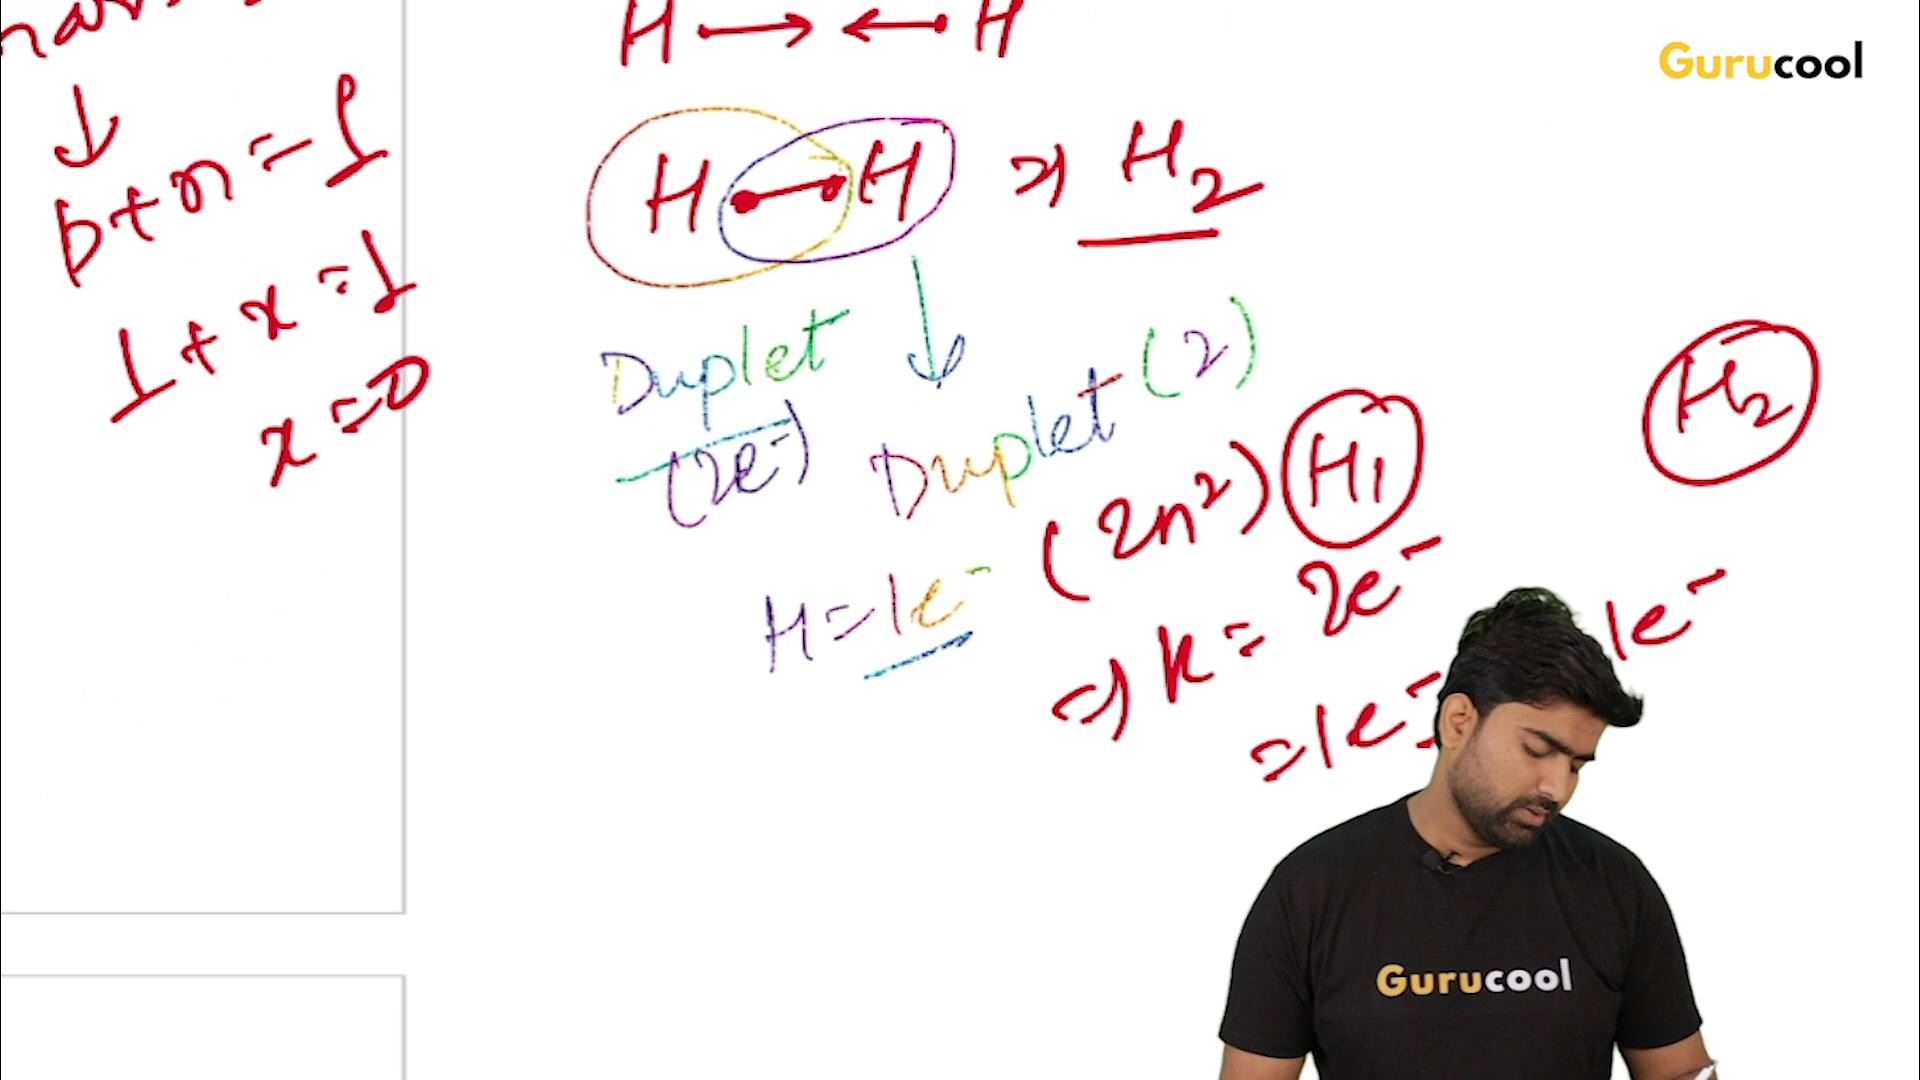 Gurucool
H → ← H
H H ⇒ H2
p+n=1
1+x=1
x=0
Duplet
(2e⁻)
Duplet (2)
H=1e⁻
(2n²) H1
⇒ K = 2e⁻
=1e⁻
H2
1e⁻
Gurucool